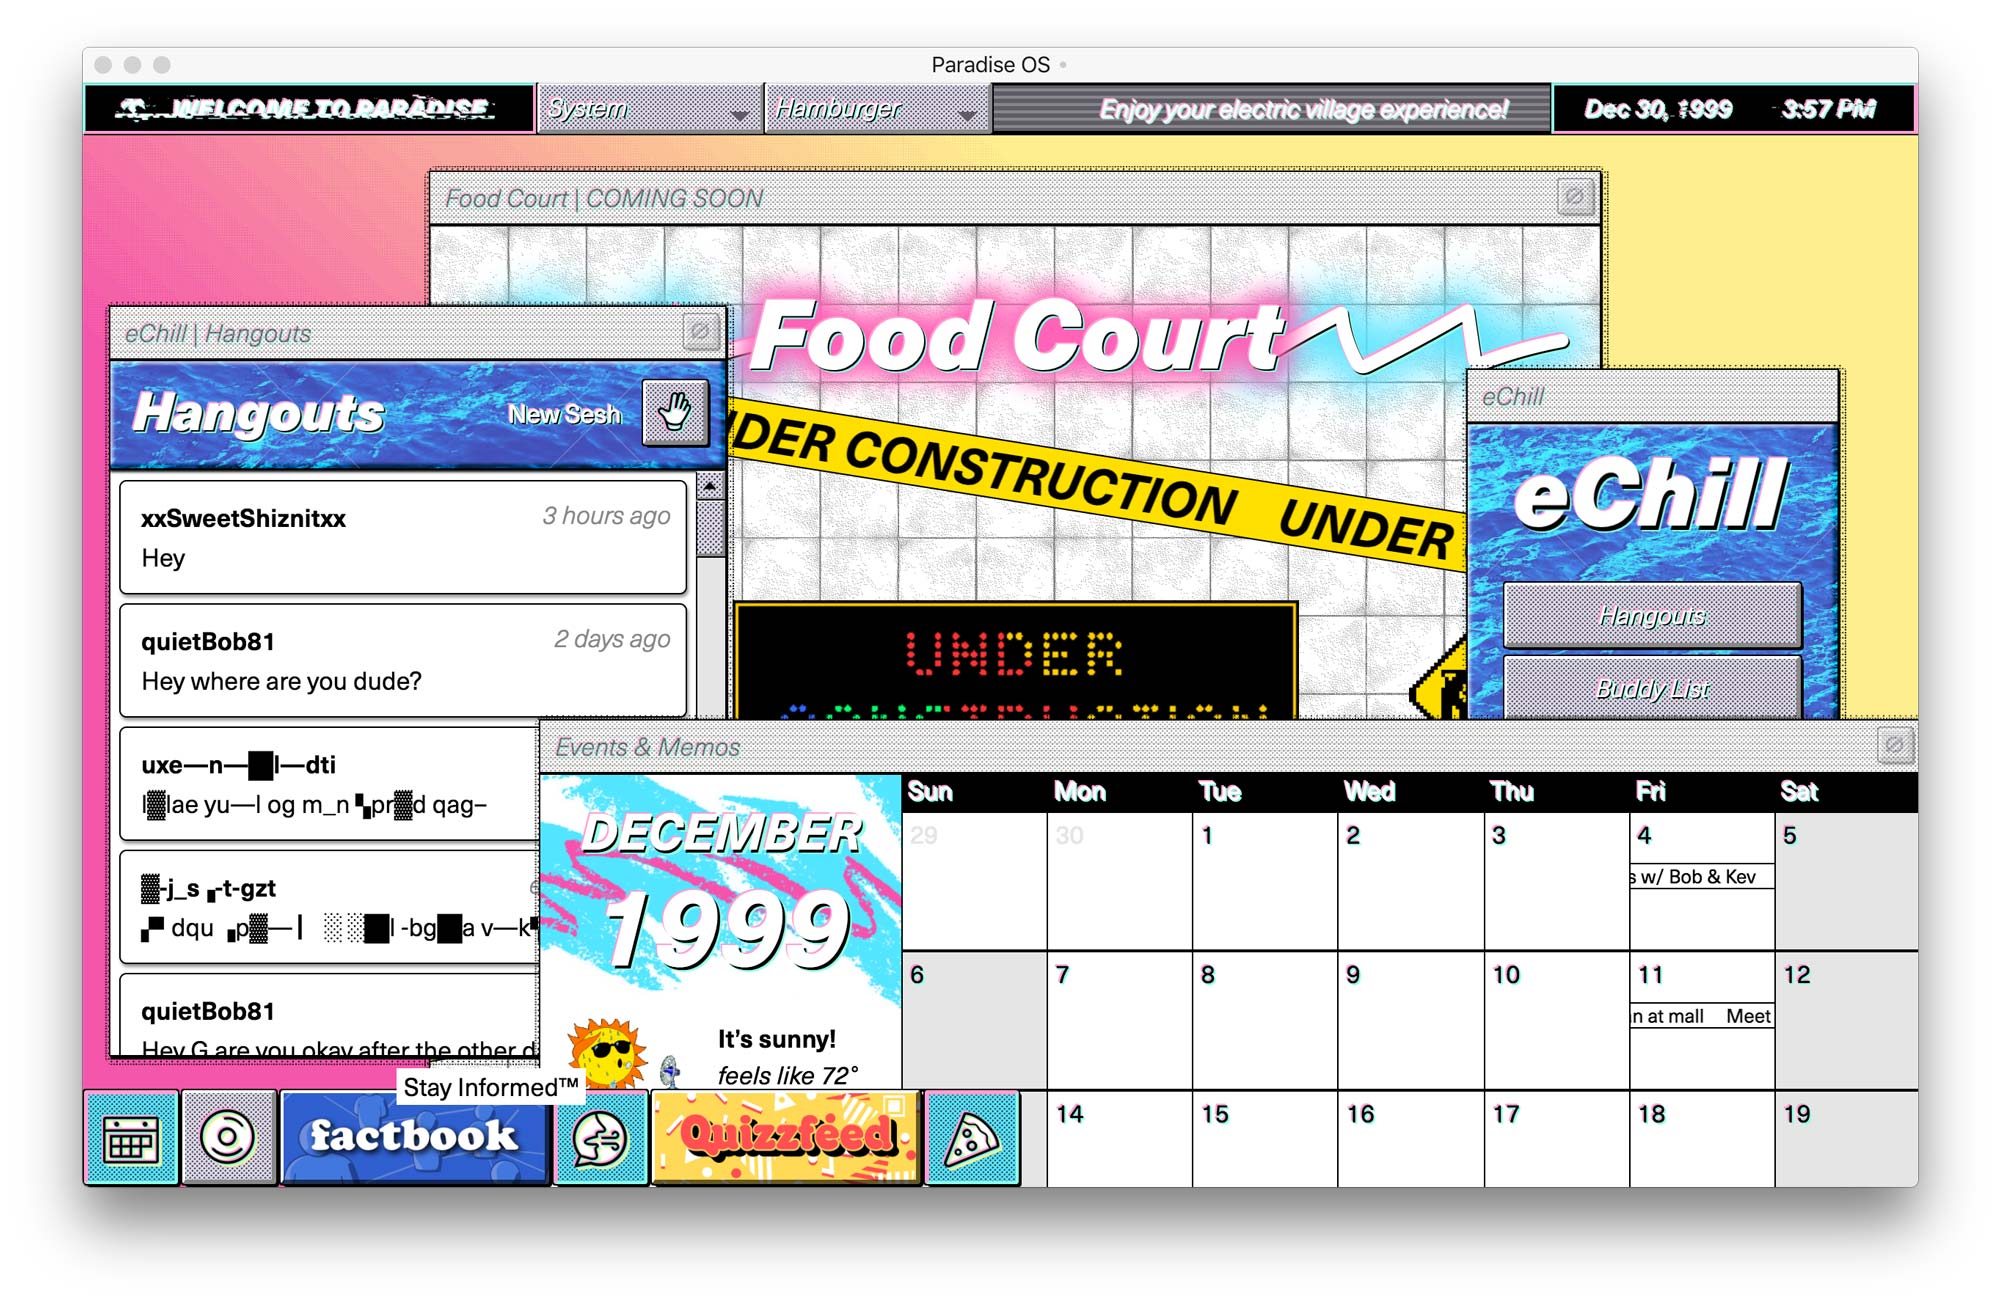 Paradise OS
WELCOME TO PARADISE
System
Hamburger
Enjoy your electric village experience!
Dec 30, 1999
3:57 PM
Food Court | COMING SOON
Food Court
DER CONSTRUCTION UNDER
UNDER
CONSTRUCTION
eChill | Hangouts
Hangouts
New Sesh
xxSweetShiznitxx
3 hours ago
Hey
quietBob81
2 days ago
Hey where are you dude?
uxe—n—█l—dti
l▓lae yu—l og m_n ▚pr▓d qag–
▓-j_s ▖-t-gzt
▞ dqu ▖p▓—| ░ ░█l -bg█a v—k
quietBob81
Hey G are you okay after the other d
eChill
eChill
Hangouts
Buddy List
Events & Memos
DECEMBER
1999
It's sunny!
feels like 72°
Sun Mon Tue Wed Thu Fri Sat
29 30 1 2 3 4 5
s w/ Bob & Kev
6 7 8 9 10 11 12
n at mall Meet
14 15 16 17 18 19
Stay Informed™
factbook
Quizzfeed